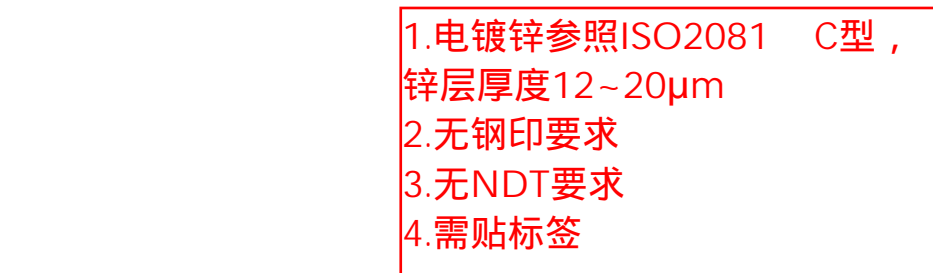 1.电镀锌参照ISO2081 C型，
锌层厚度12~20μm
2.无钢印要求
3.无NDT要求
4.需贴标签